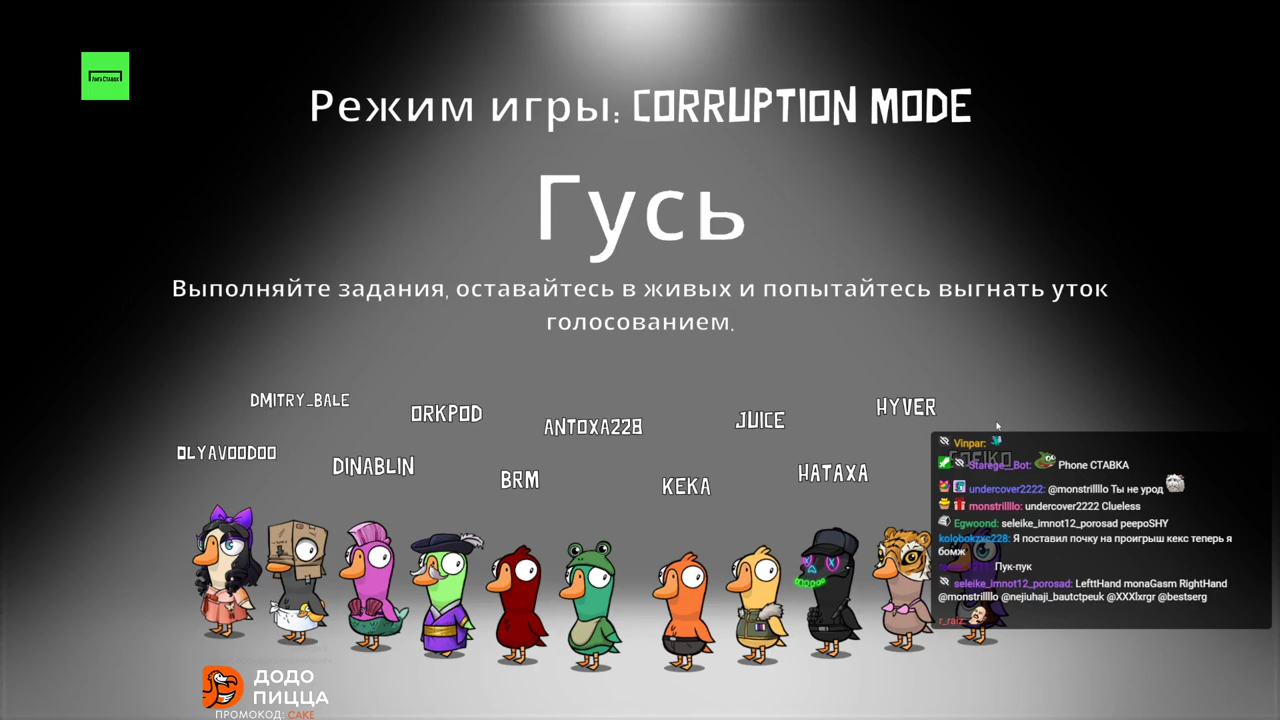 ЛИГА СТАВОК
Режим игры: CORRUPTION MODE
Гусь
Выполняйте задания, оставайтесь в живых и попытайтесь выгнать уток
голосованием.
DMITRY_BALE
ORKPOD
ANTOXA228
JUICE
HYVER
OLYAVOODOO
DINABLIN
BRM
KEKA
HATAXA
Vinpar:
Starege_Bot: Phone СТАВКА
undercover2222: @monstrillllo Ты не урод
monstrillllo: undercover2222 Clueless
Egwoond: seleike_imnot12_porosad peepoSHY
kolobokzxc228: Я поставил почку на проигрыш кекс теперь я
бомж
Пук-пук
seleike_imnot12_porosad: LefttHand monaGasm RightHand
@monstrillllo @nejiuhaji_bautctpeuk @XXXlxrgr @bestserg
r_raiz:
ДОДО
ПИЦЦА
ПРОМОКОД: CAKE